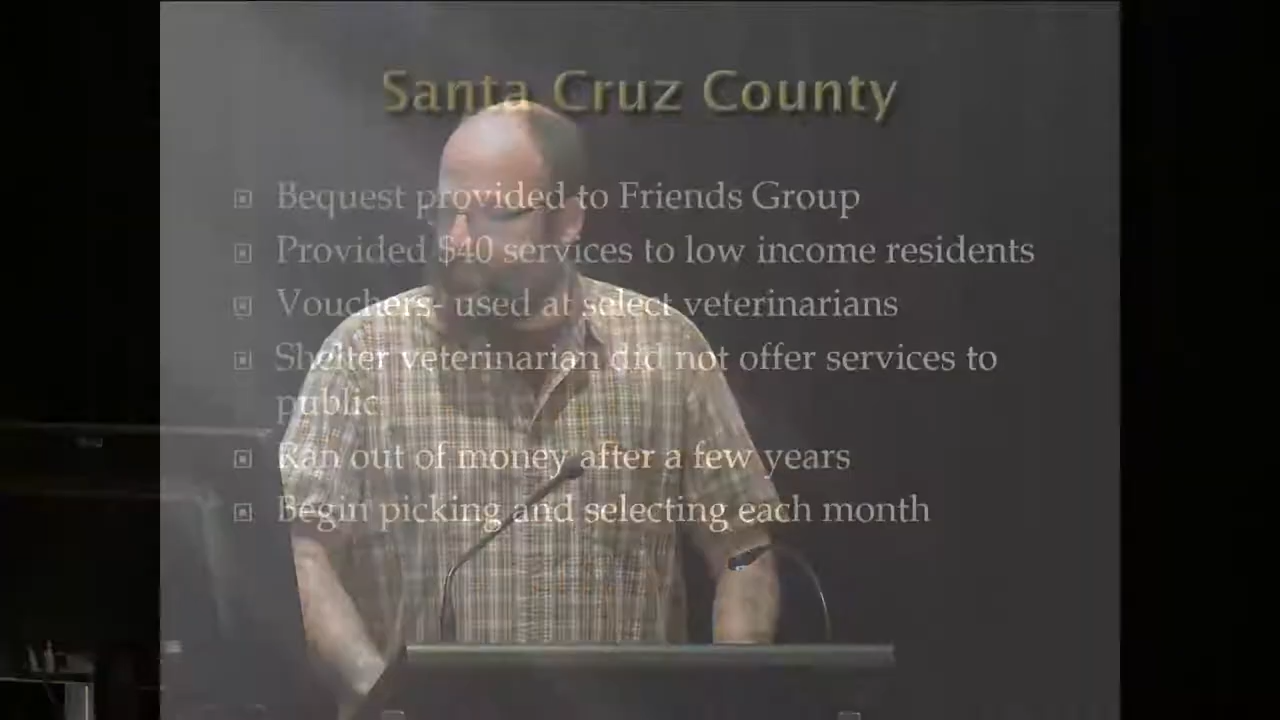 Santa Cruz County
Bequest provided to Friends Group
Provided $40 services to low income residents
Vouchers- used at select veterinarians
Shelter veterinarian did not offer services to
public
Ran out of money after a few years
Begin picking and selecting each month